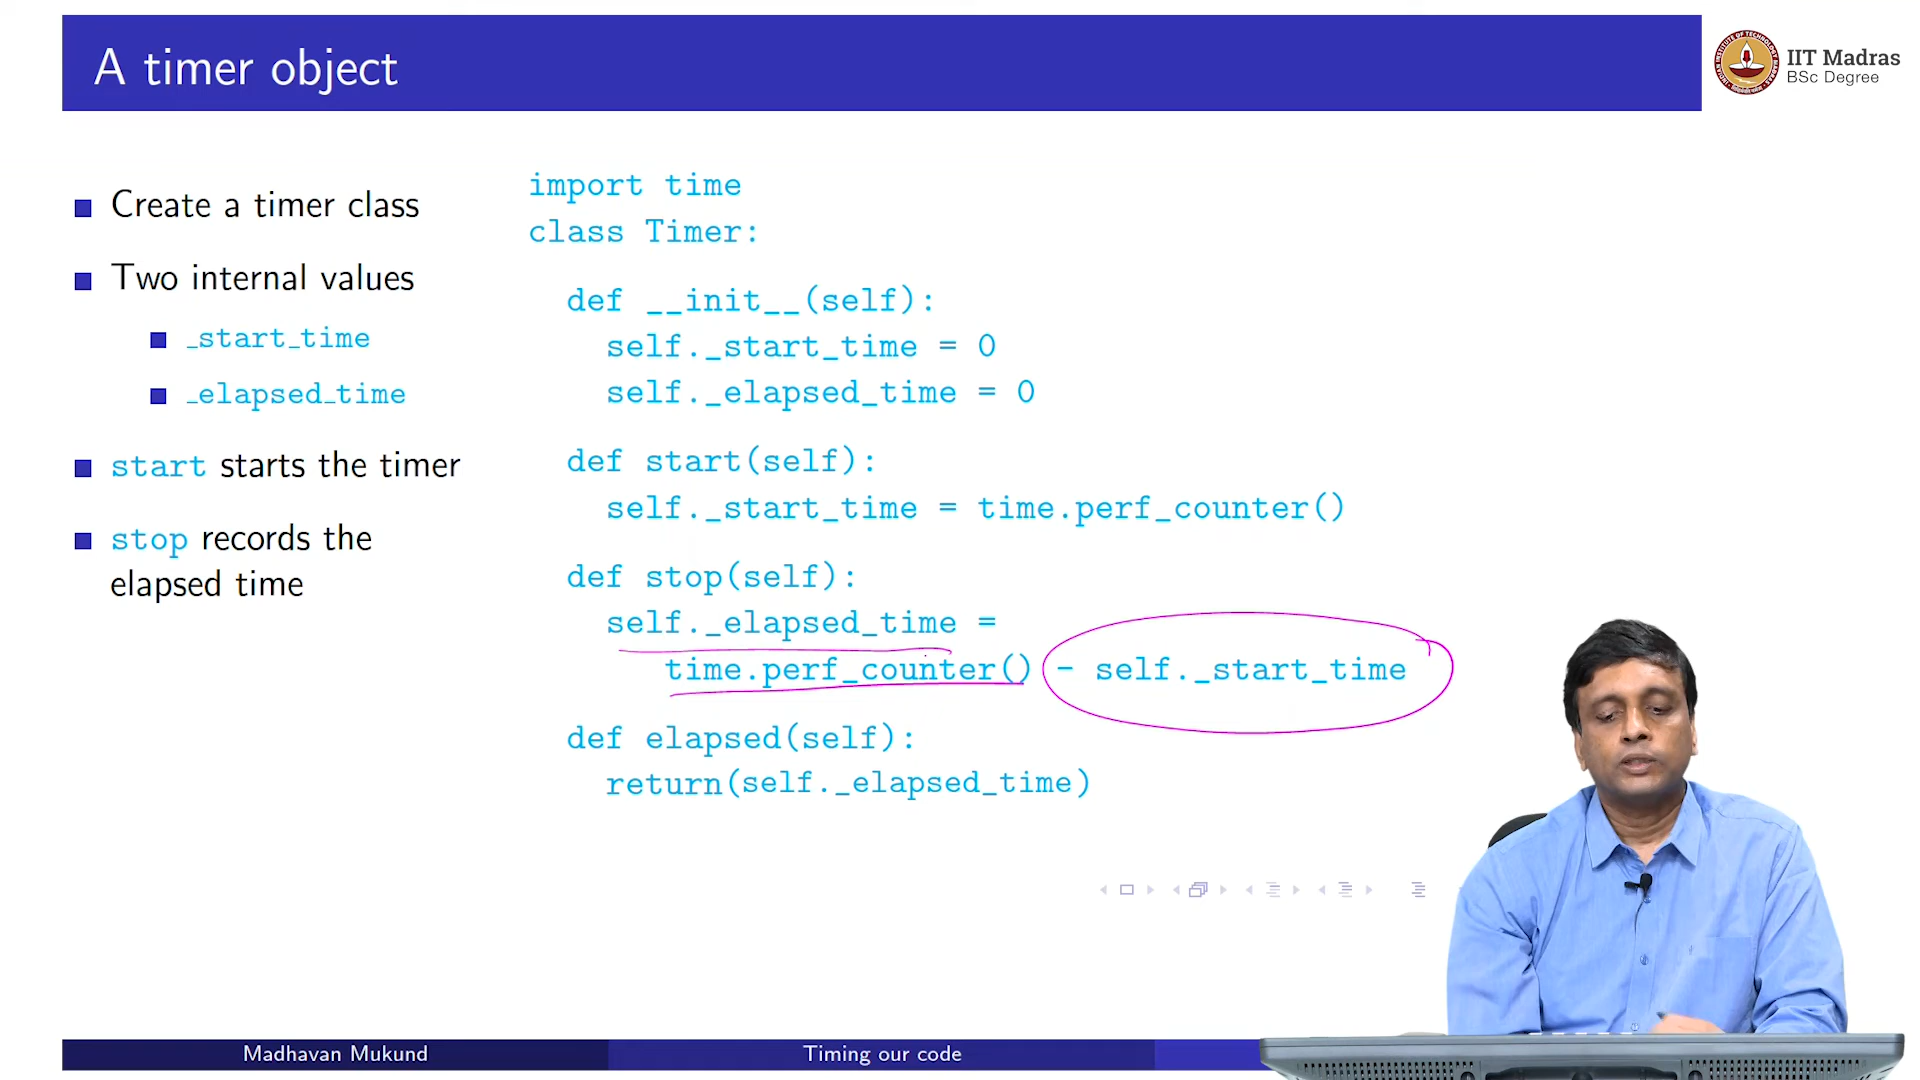 A timer object
IIT Madras
BSc Degree
Create a timer class
Two internal values
_start_time
_elapsed_time
start starts the timer
stop records the
elapsed time
import time
class Timer:
def __init__(self):
self._start_time = 0
self._elapsed_time = 0
def start(self):
self._start_time = time.perf_counter()
def stop(self):
self._elapsed_time =
time.perf_counter() - self._start_time
def elapsed(self):
return(self._elapsed_time)
Madhavan Mukund
Timing our code